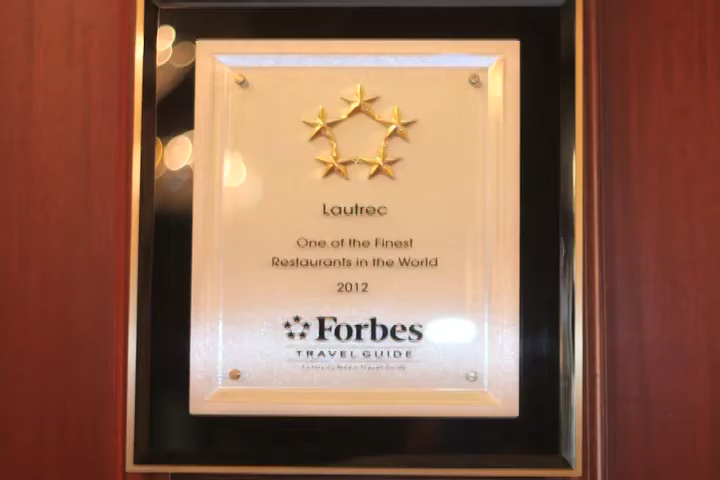 Lautrec
One of the Finest
Restaurants in the World
2012
Forbes
TRAVEL GUIDE